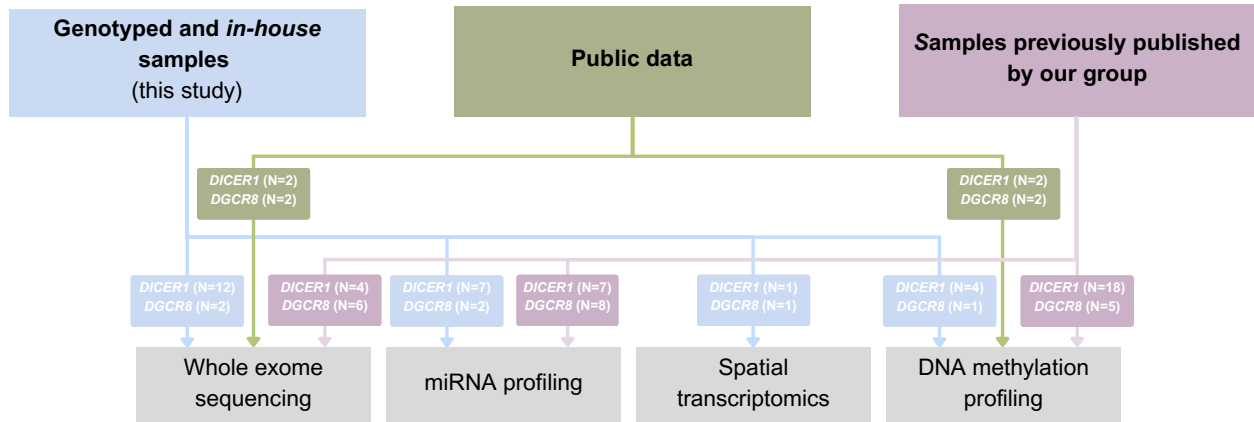 Genotyped and in-house
samples
(this study)
Public data
Samples previously published
by our group
DICER1 (N=2)
DGCR8 (N=2)
DICER1 (N=2)
DGCR8 (N=2)
DICER1 (N=12)
DGCR8 (N=2)
DICER1 (N=4)
DGCR8 (N=6)
DICER1 (N=7)
DGCR8 (N=2)
DICER1 (N=7)
DGCR8 (N=8)
DICER1 (N=1)
DGCR8 (N=1)
DICER1 (N=4)
DGCR8 (N=1)
DICER1 (N=18)
DGCR8 (N=5)
Whole exome
sequencing
miRNA profiling
Spatial
transcriptomics
DNA methylation
profiling